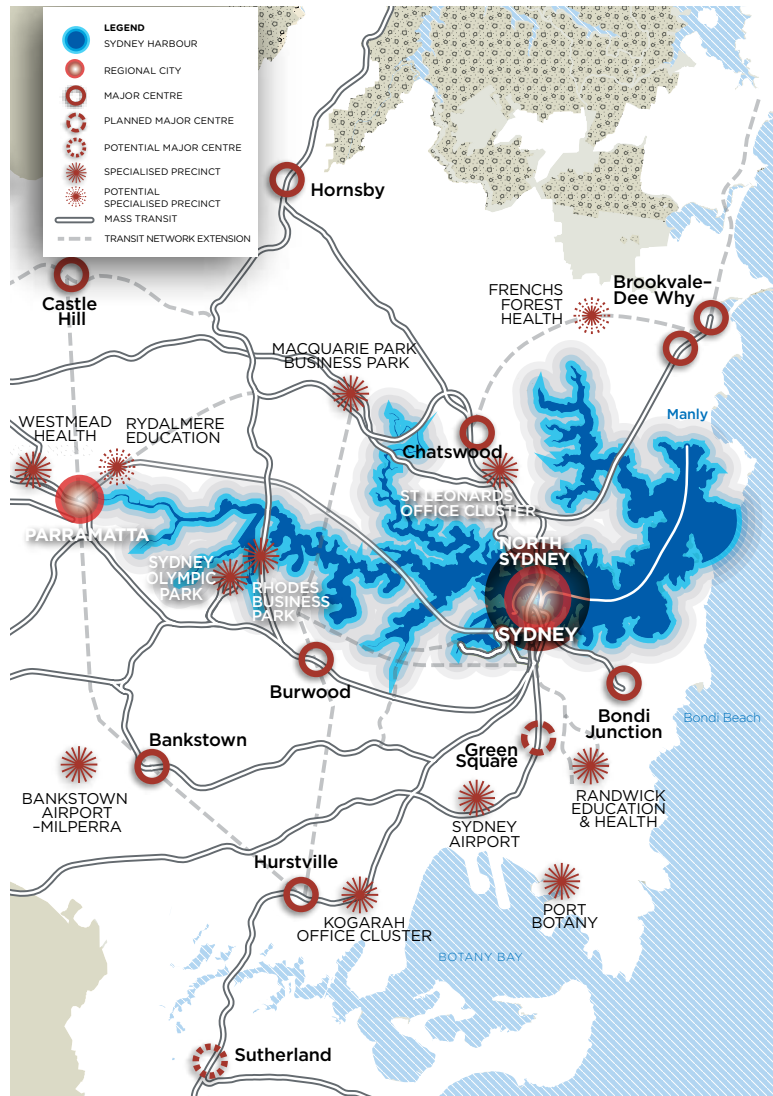 LEGEND
SYDNEY HARBOUR
REGIONAL CITY
MAJOR CENTRE
PLANNED MAJOR CENTRE
POTENTIAL MAJOR CENTRE
SPECIALISED PRECINCT
POTENTIAL
SPECIALISED PRECINCT
MASS TRANSIT
TRANSIT NETWORK EXTENSION
Hornsby
Castle
Hill
Brookvale–
Dee Why
FRENCHS
FOREST
HEALTH
MACQUARIE PARK
BUSINESS PARK
Manly
WESTMEAD
HEALTH
RYDALMERE
EDUCATION
Chatswood
ST LEONARDS
OFFICE CLUSTER
PARRAMATTA
NORTH
SYDNEY
SYDNEY
OLYMPIC
PARK
RHODES
BUSINESS
PARK
SYDNEY
Burwood
Bondi
Junction
Bondi Beach
Bankstown
Green
Square
BANKSTOWN
AIRPORT
–MILPERRA
RANDWICK
EDUCATION
& HEALTH
SYDNEY
AIRPORT
Hurstville
KOGARAH
OFFICE CLUSTER
PORT
BOTANY
BOTANY BAY
Sutherland